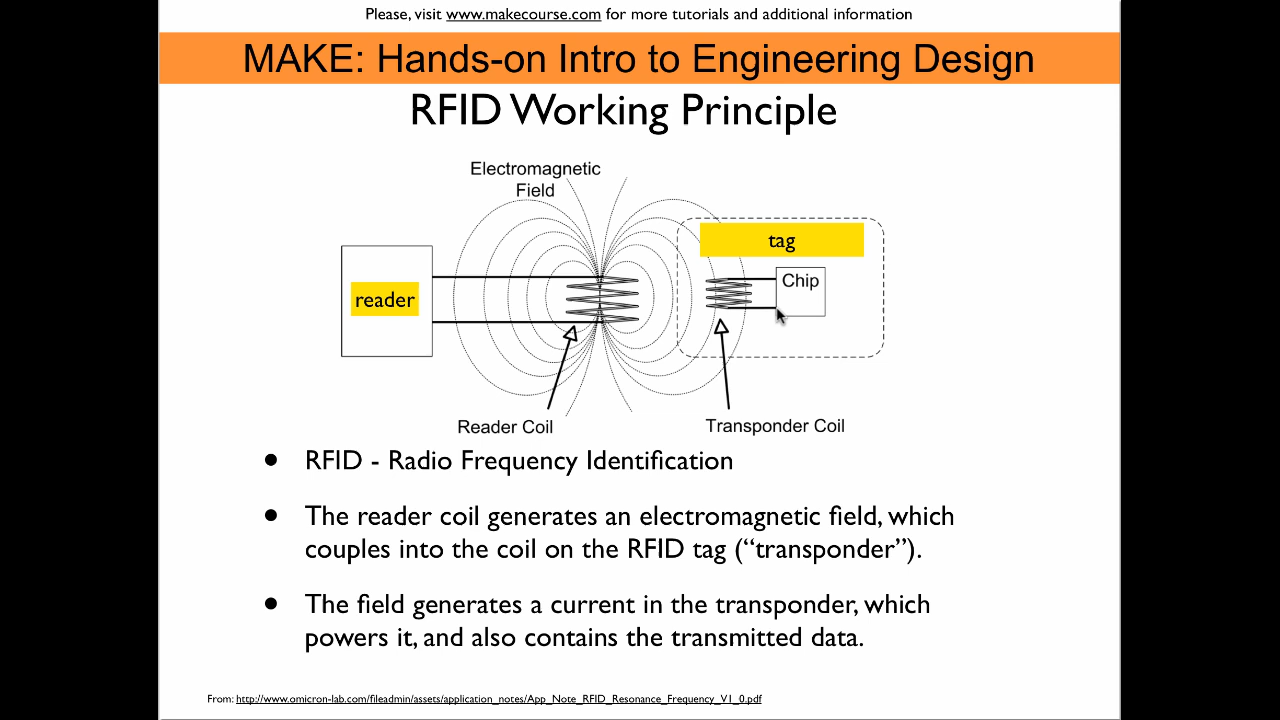 Please, visit www.makecourse.com for more tutorials and additional information
MAKE: Hands-on Intro to Engineering Design
RFID Working Principle
Electromagnetic
Field
tag
Chip
reader
Reader Coil
Transponder Coil
• RFID - Radio Frequency Identification
• The reader coil generates an electromagnetic field, which
couples into the coil on the RFID tag (“transponder”).
• The field generates a current in the transponder, which
powers it, and also contains the transmitted data.
From: http://www.omicron-lab.com/fileadmin/assets/application_notes/App_Note_RFID_Resonance_Frequency_V1_0.pdf